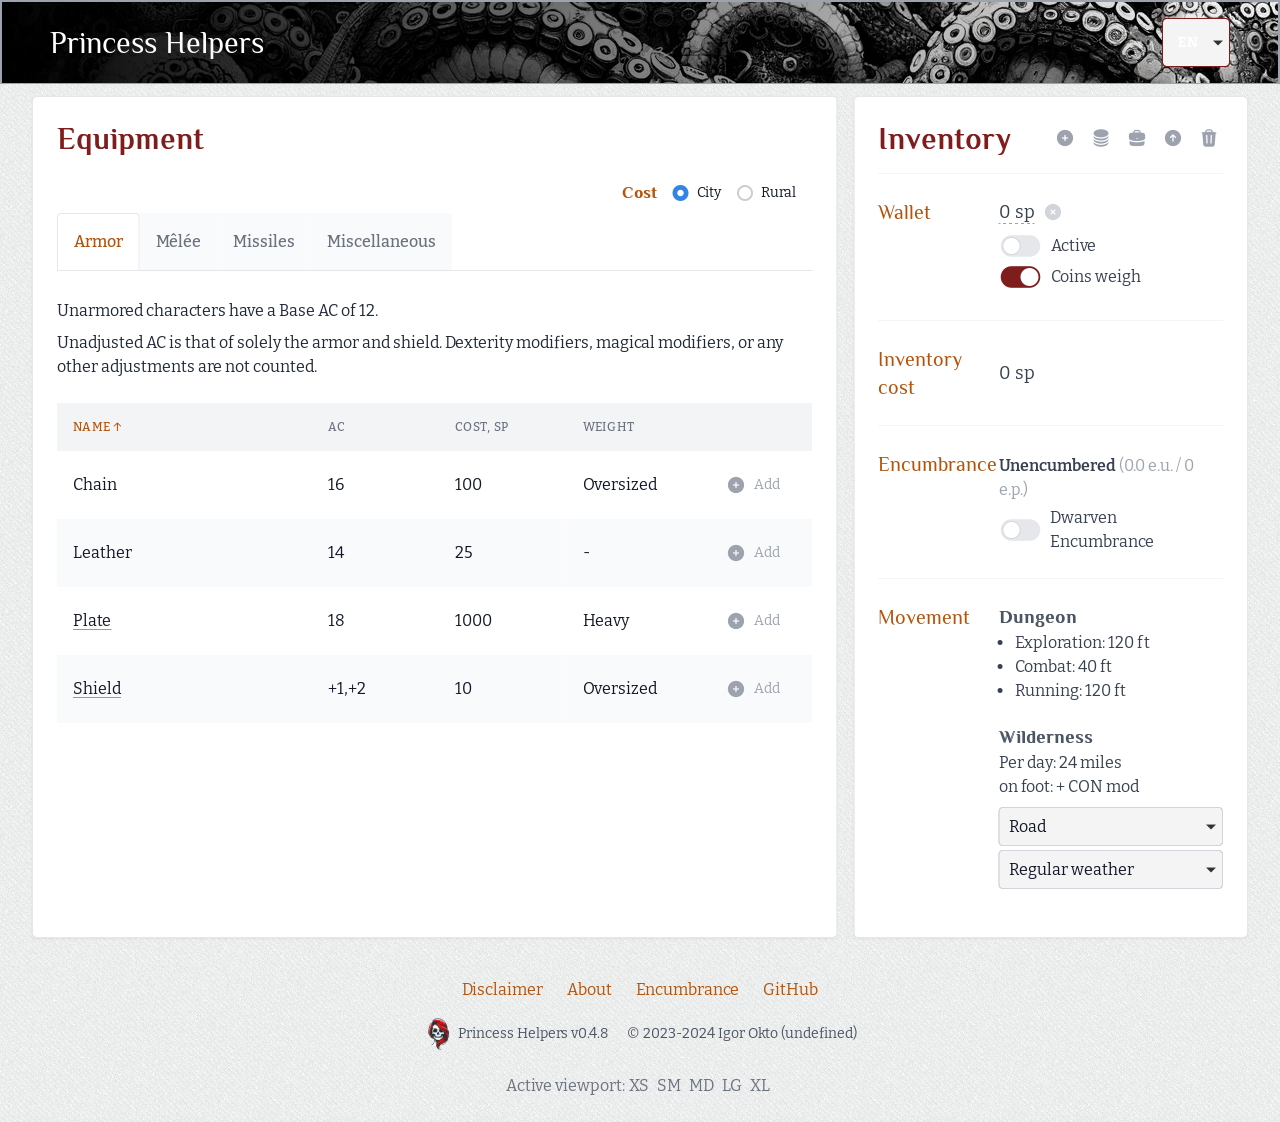 Princess Helpers
EN
Equipment
Cost City Rural
Armor Mêlée Missiles Miscellaneous
Unarmored characters have a Base AC of 12.
Unadjusted AC is that of solely the armor and shield. Dexterity modifiers, magical modifiers, or any
other adjustments are not counted.
NAME↑ AC COST, SP WEIGHT
Chain 16 100 Oversized Add
Leather 14 25 - Add
Plate 18 1000 Heavy Add
Shield +1,+2 10 Oversized Add
Inventory
Wallet 0 sp
Active
Coins weigh
Inventory
cost
0 sp
Encumbrance Unencumbered (0.0 e.u. / 0
e.p.)
Dwarven
Encumbrance
Movement Dungeon
• Exploration: 120 ft
• Combat: 40 ft
• Running: 120 ft
Wilderness
Per day: 24 miles
on foot: + CON mod
Road
Regular weather
Disclaimer About Encumbrance GitHub
Princess Helpers v0.4.8 © 2023-2024 Igor Okto (undefined)
Active viewport: XS SM MD LG XL